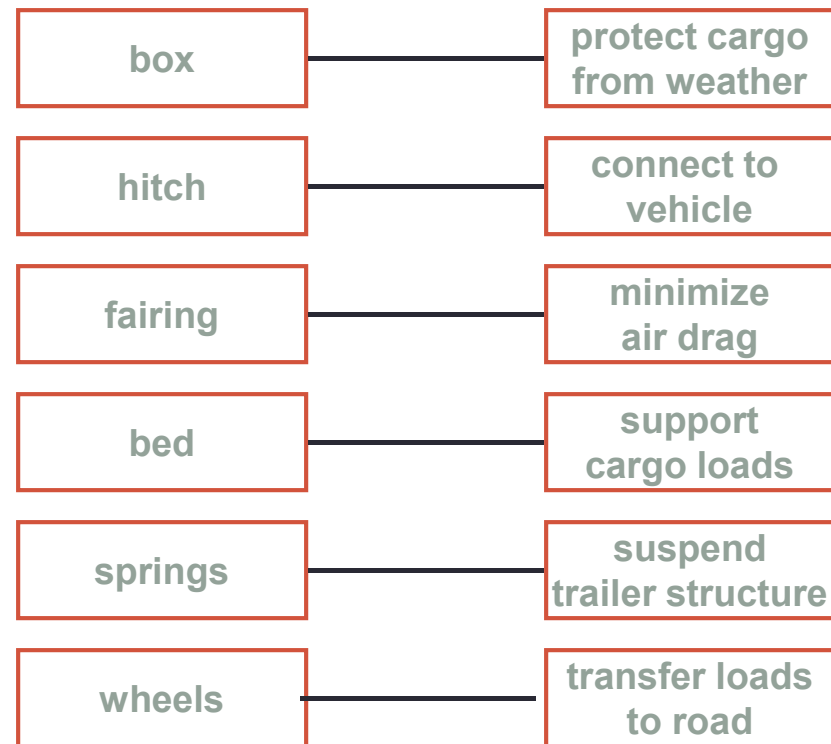 box
protect cargo
from weather
hitch
connect to
vehicle
fairing
minimize
air drag
bed
support
cargo loads
springs
suspend
trailer structure
wheels
transfer loads
to road